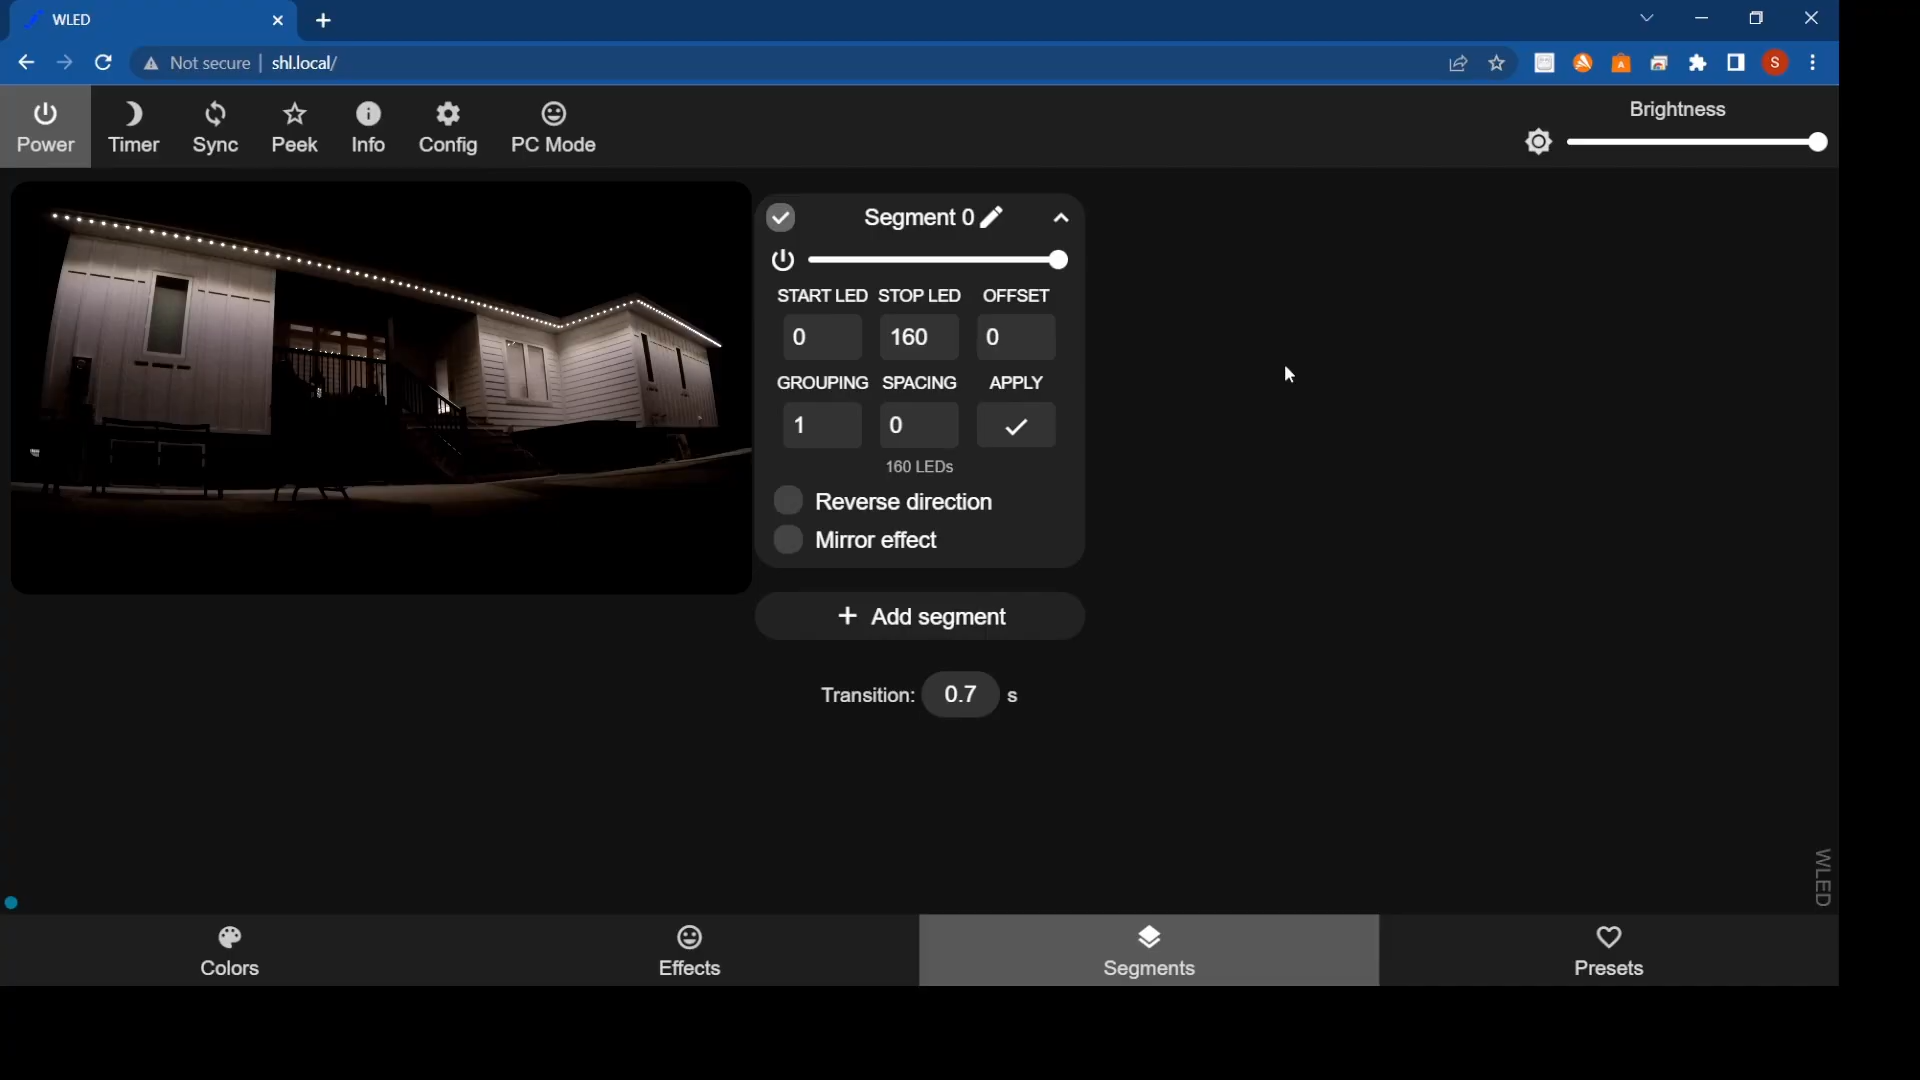 WLED
Not secure | shl.local/
S
Power
Timer
Sync
Peek
Info
Config
PC Mode
Brightness
Segment 0
START LED STOP LED OFFSET
0 160 0
GROUPING SPACING APPLY
1 0
160 LEDs
Reverse direction
Mirror effect
+ Add segment
Transition: 0.7 s
WLED
Colors
Effects
Segments
Presets